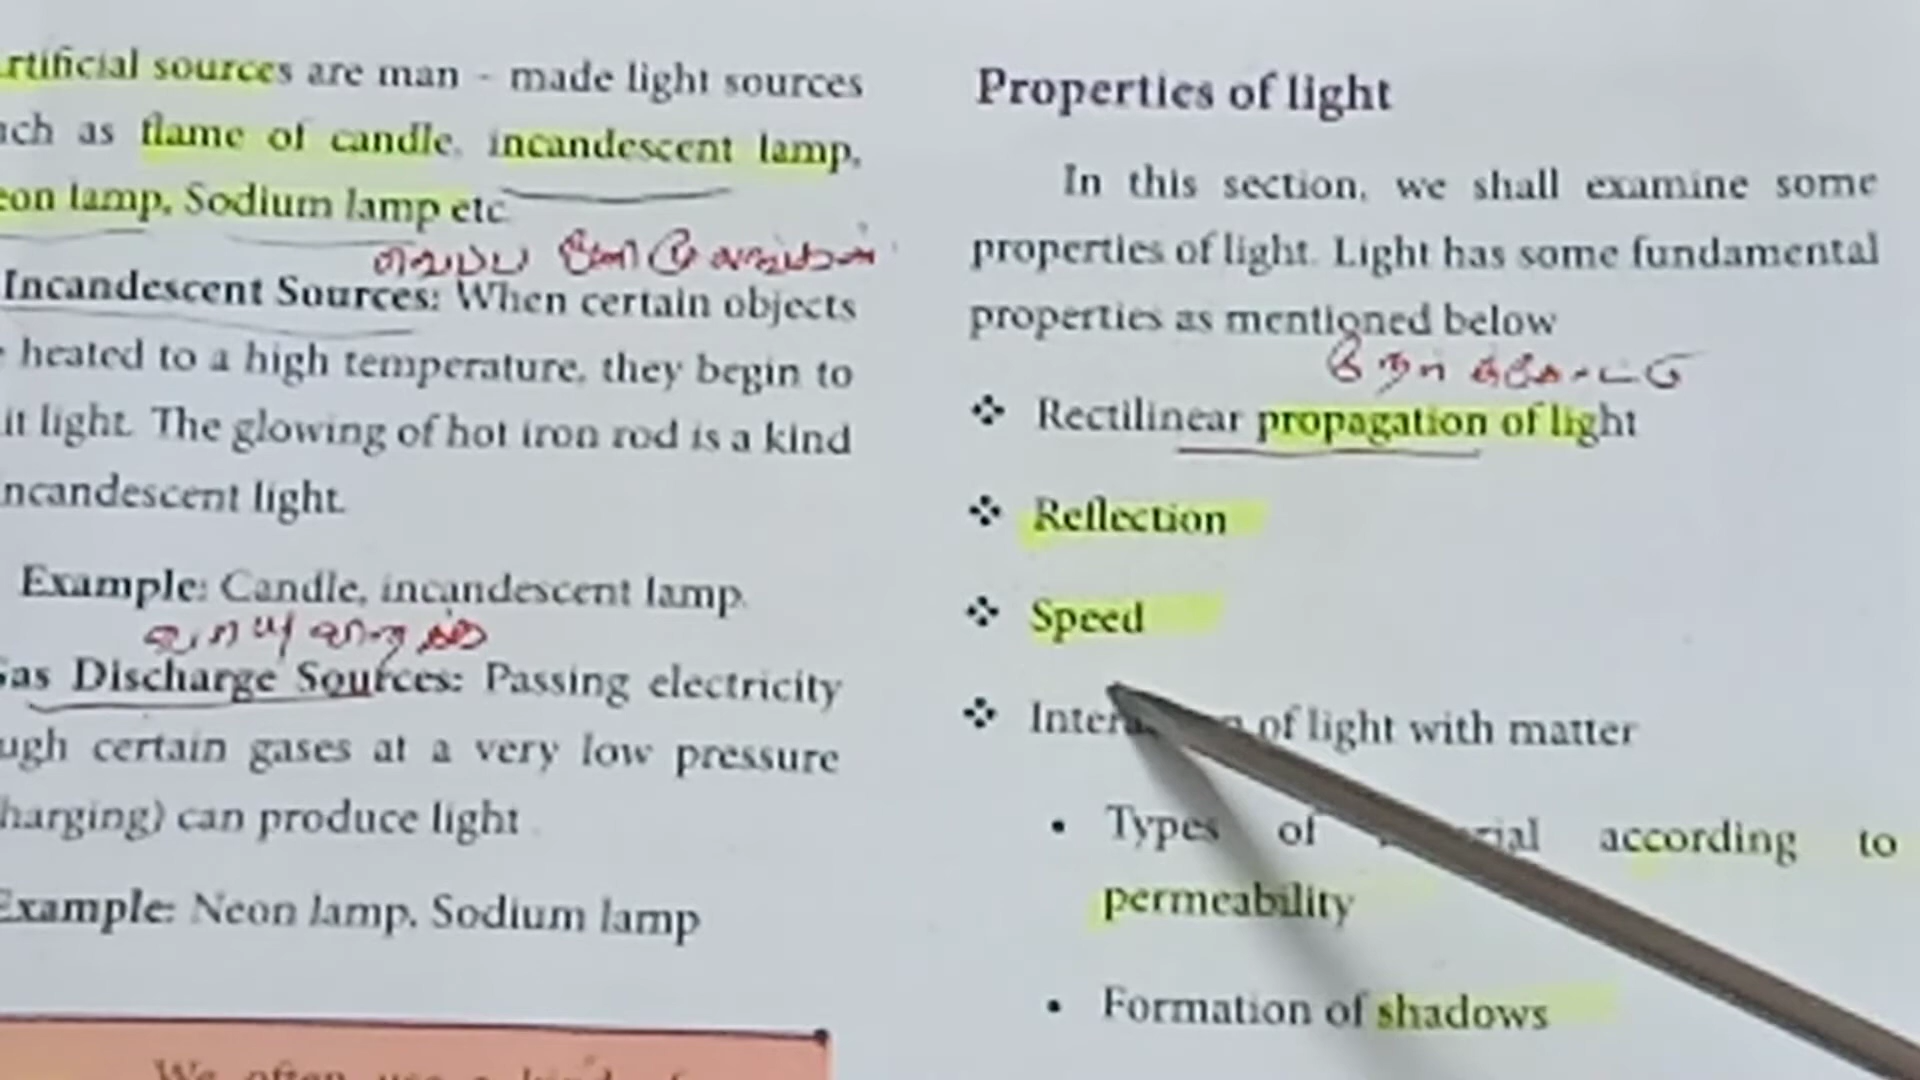 rtificial sources are man - made light sources
ch as flame of candle, incandescent lamp,
eon lamp, Sodium lamp etc
வெப்ப
Incandescent Sources: When certain objects
heated to a high temperature, they begin to
it light. The glowing of hot iron rod is a kind
ncandescent light.
Example: Candle, incandescent lamp.
as Discharge Sources: Passing electricity
ugh certain gases at a very low pressure
harging) can produce light
Example: Neon lamp, Sodium lamp
We often use a kind
Properties of light
In this section, we shall examine some
properties of light. Light has some fundamental
properties as mentioned below
❖ Rectilinear propagation of light
❖ Reflection
❖ Speed
❖ of light with matter
• Types of according to
permeability
• Formation of shadows